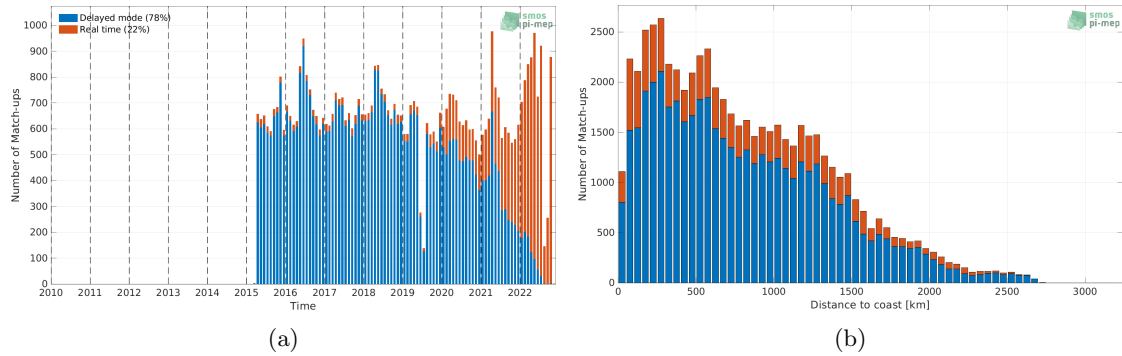 Delayed mode (78%)
Real time (22%)
smos
pi-mep
1000
900
800
700
600
500
400
300
200
100
0
Number of Match-ups
2010 2011 2012 2013 2014 2015 2016 2017 2018 2019 2020 2021 2022
Time
(a)
smos
pi-mep
2500
2000
1500
1000
500
0
Number of Match-ups
0 500 1000 1500 2000 2500 3000
Distance to coast [km]
(b)